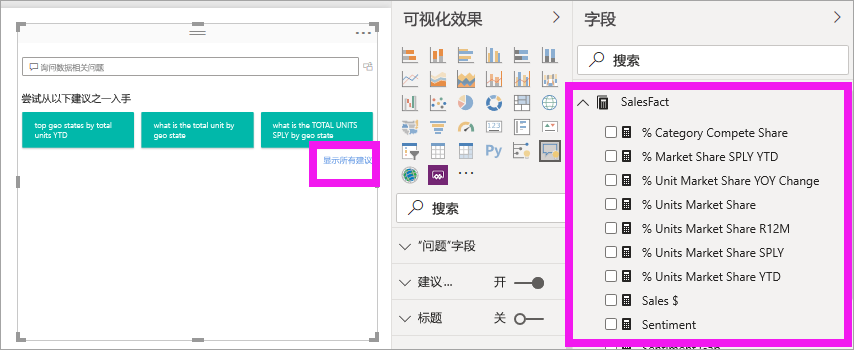 询问数据相关问题
尝试从以下建议之一入手
top geo states by total
units YTD
what is the total unit by
geo state
what is the TOTAL UNITS
SPLY by geo state
显示所有建议
可视化效果
123
R
Py
搜索
“问题”字段
建议...
开
标题
关
字段
搜索
SalesFact
% Category Compete Share
% Market Share SPLY YTD
% Unit Market Share YOY Change
% Units Market Share
% Units Market Share R12M
% Units Market Share SPLY
% Units Market Share YTD
Sales $
Sentiment
Sentiment Gap